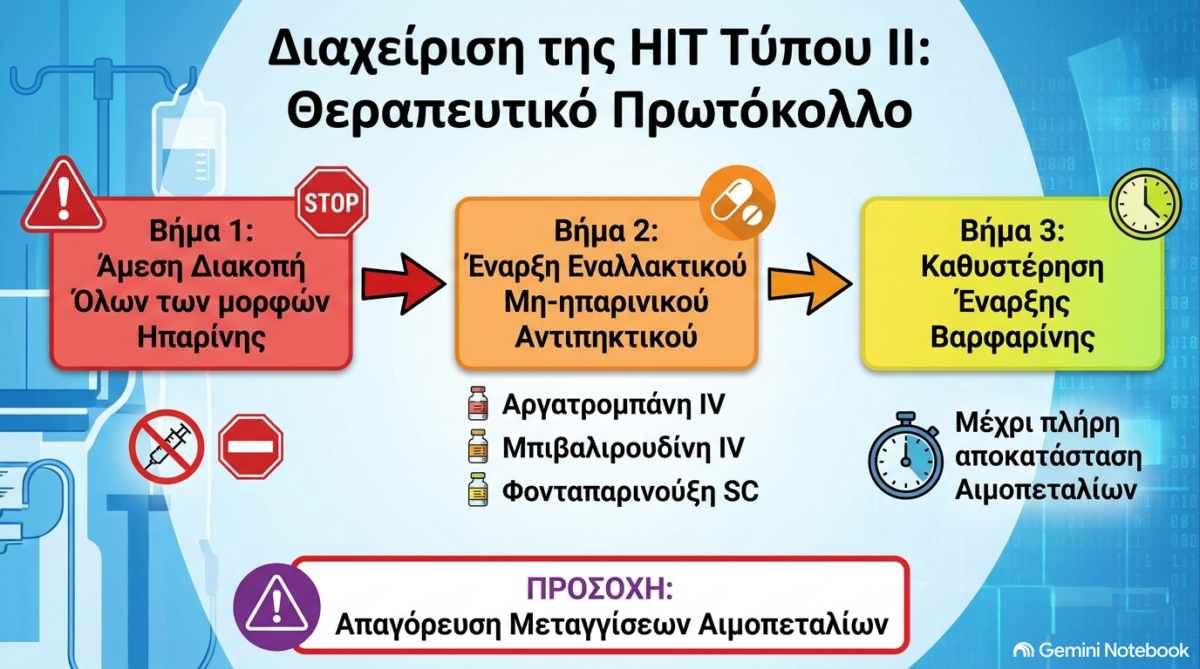 Διαχείριση της HIT Τύπου II:
Θεραπευτικό Πρωτόκολλο
STOP
Βήμα 1:
Άμεση Διακοπή
Όλων των μορφών
Ηπαρίνης
Βήμα 2:
Έναρξη Εναλλακτικού
Μη-ηπαρινικού
Αντιπηκτικού
Αργατρομπάνη IV
Μπιβαλιρουδίνη IV
Φονταπαρινούξη SC
Βήμα 3:
Καθυστέρηση
Έναρξης
Βαρφαρίνης
Μέχρι πλήρη
αποκατάσταση
Αιμοπεταλίων
ΠΡΟΣΟΧΗ:
Απαγόρευση Μεταγγίσεων Αιμοπεταλίων
Gemini Notebook